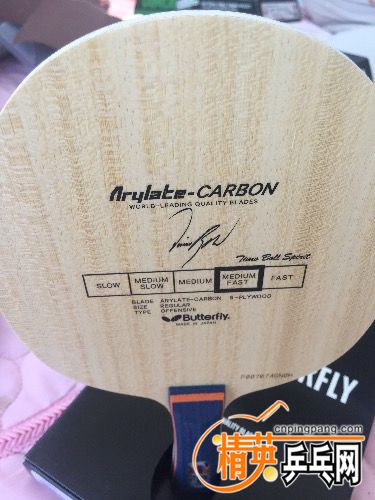 Arylate-CARBON
WORLD-LEADING QUALITY BLADES
Timo Boll Spirit
SLOW
MEDIUM SLOW
MEDIUM
MEDIUM FAST
FAST
BLADE ARYLATE-CARBON 5-PLYWOOD
SIZE REGULAR
TYPE OFFENSIVE
Butterfly.
MADE IN JAPAN
RFLY
cnpingpang.com
精英乒乓网